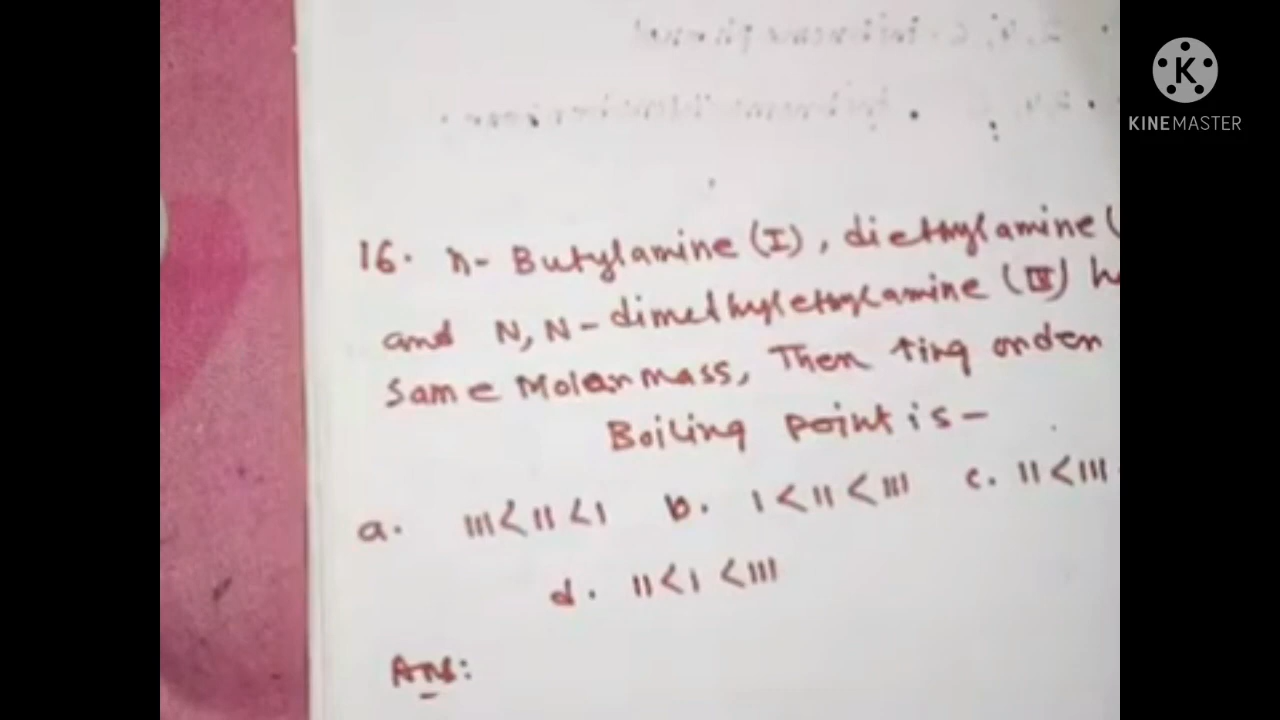 KINEMASTER
16. n- Butylamine (I), diethylamine (
and N, N-dimethylethylamine (III) h
Same Molar mass, Then ting order
Boiling point is -
a. III<II<I b. I<II<III c. II<III
d. II<I<III
Ans: